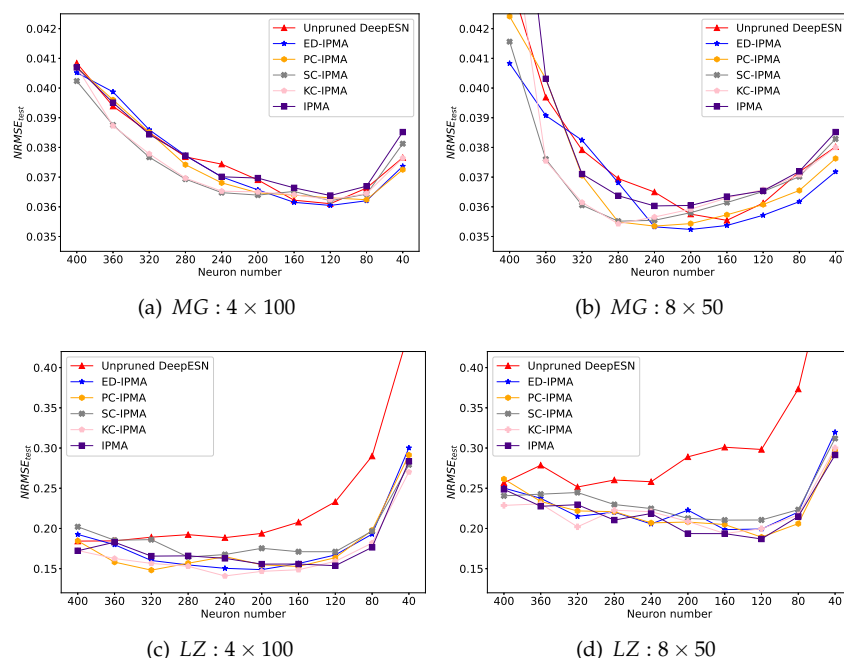 0.042
0.041
0.040
0.039
0.038
0.037
0.036
0.035
NRMSE_test
Unpruned DeepESN
ED-IPMA
PC-IPMA
SC-IPMA
KC-IPMA
IPMA
400 360 320 280 240 200 160 120 80 40
Neuron number
(a) MG : 4 × 100
0.042
0.041
0.040
0.039
0.038
0.037
0.036
0.035
NRMSE_test
Unpruned DeepESN
ED-IPMA
PC-IPMA
SC-IPMA
KC-IPMA
IPMA
400 360 320 280 240 200 160 120 80 40
Neuron number
(b) MG : 8 × 50
0.40
0.35
0.30
0.25
0.20
0.15
NRMSE_test
Unpruned DeepESN
ED-IPMA
PC-IPMA
SC-IPMA
KC-IPMA
IPMA
400 360 320 280 240 200 160 120 80 40
Neuron number
(c) LZ : 4 × 100
0.40
0.35
0.30
0.25
0.20
0.15
NRMSE_test
Unpruned DeepESN
ED-IPMA
PC-IPMA
SC-IPMA
KC-IPMA
IPMA
400 360 320 280 240 200 160 120 80 40
Neuron number
(d) LZ : 8 × 50